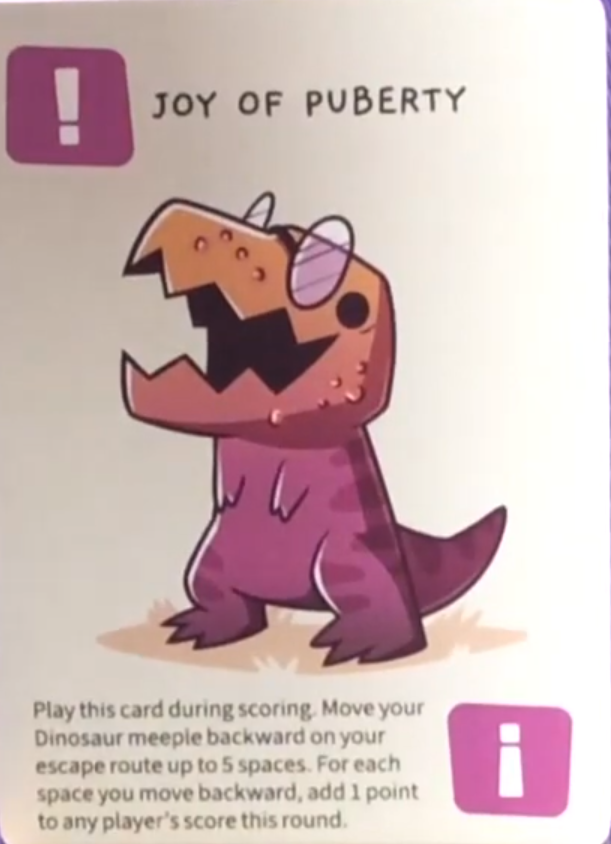 !
JOY OF PUBERTY
Play this card during scoring. Move your
Dinosaur meeple backward on your
escape route up to 5 spaces. For each
space you move backward, add 1 point
to any player's score this round.
i